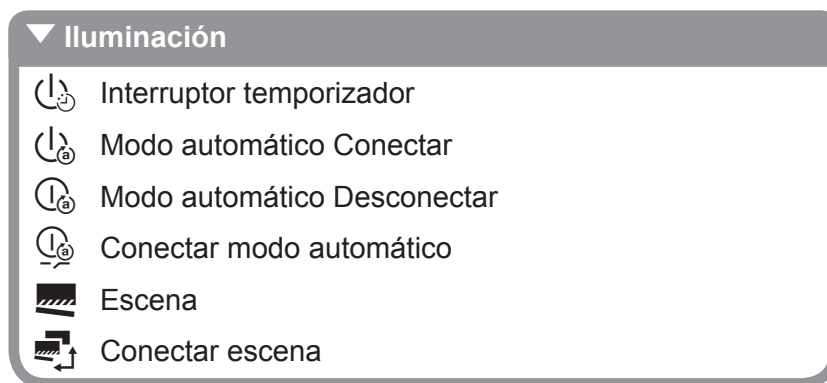 Iluminación
Interruptor temporizador
Modo automático Conectar
Modo automático Desconectar
Conectar modo automático
Escena
Conectar escena